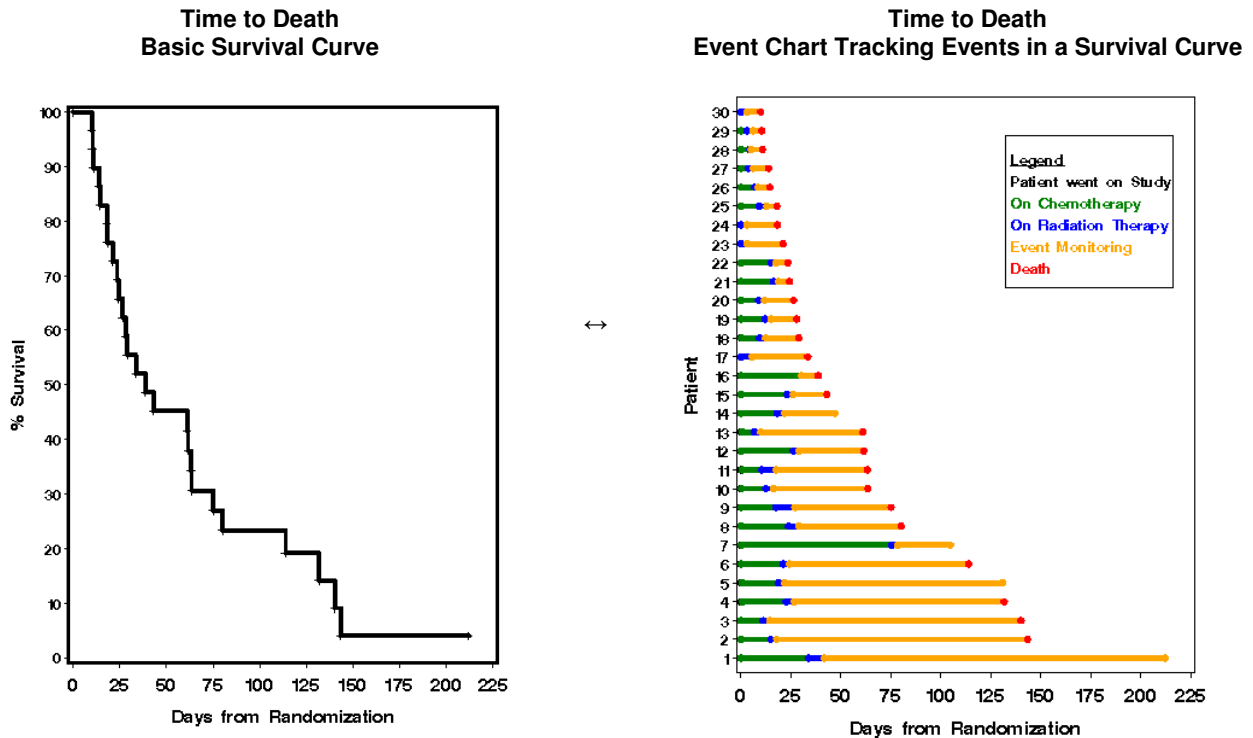 Time to Death
Basic Survival Curve
100
90
80
70
60
50
40
30
20
10
0
% Survival
0 25 50 75 100 125 150 175 200 225
Days from Randomization
↔
Time to Death
Event Chart Tracking Events in a Survival Curve
30
29
28
27
26
25
24
23
22
21
20
19
18
17
16
15
14
13
12
11
10
9
8
7
6
5
4
3
2
1
Patient
Legend
Patient went on Study
On Chemotherapy
On Radiation Therapy
Event Monitoring
Death
0 25 50 75 100 125 150 175 200 225
Days from Randomization